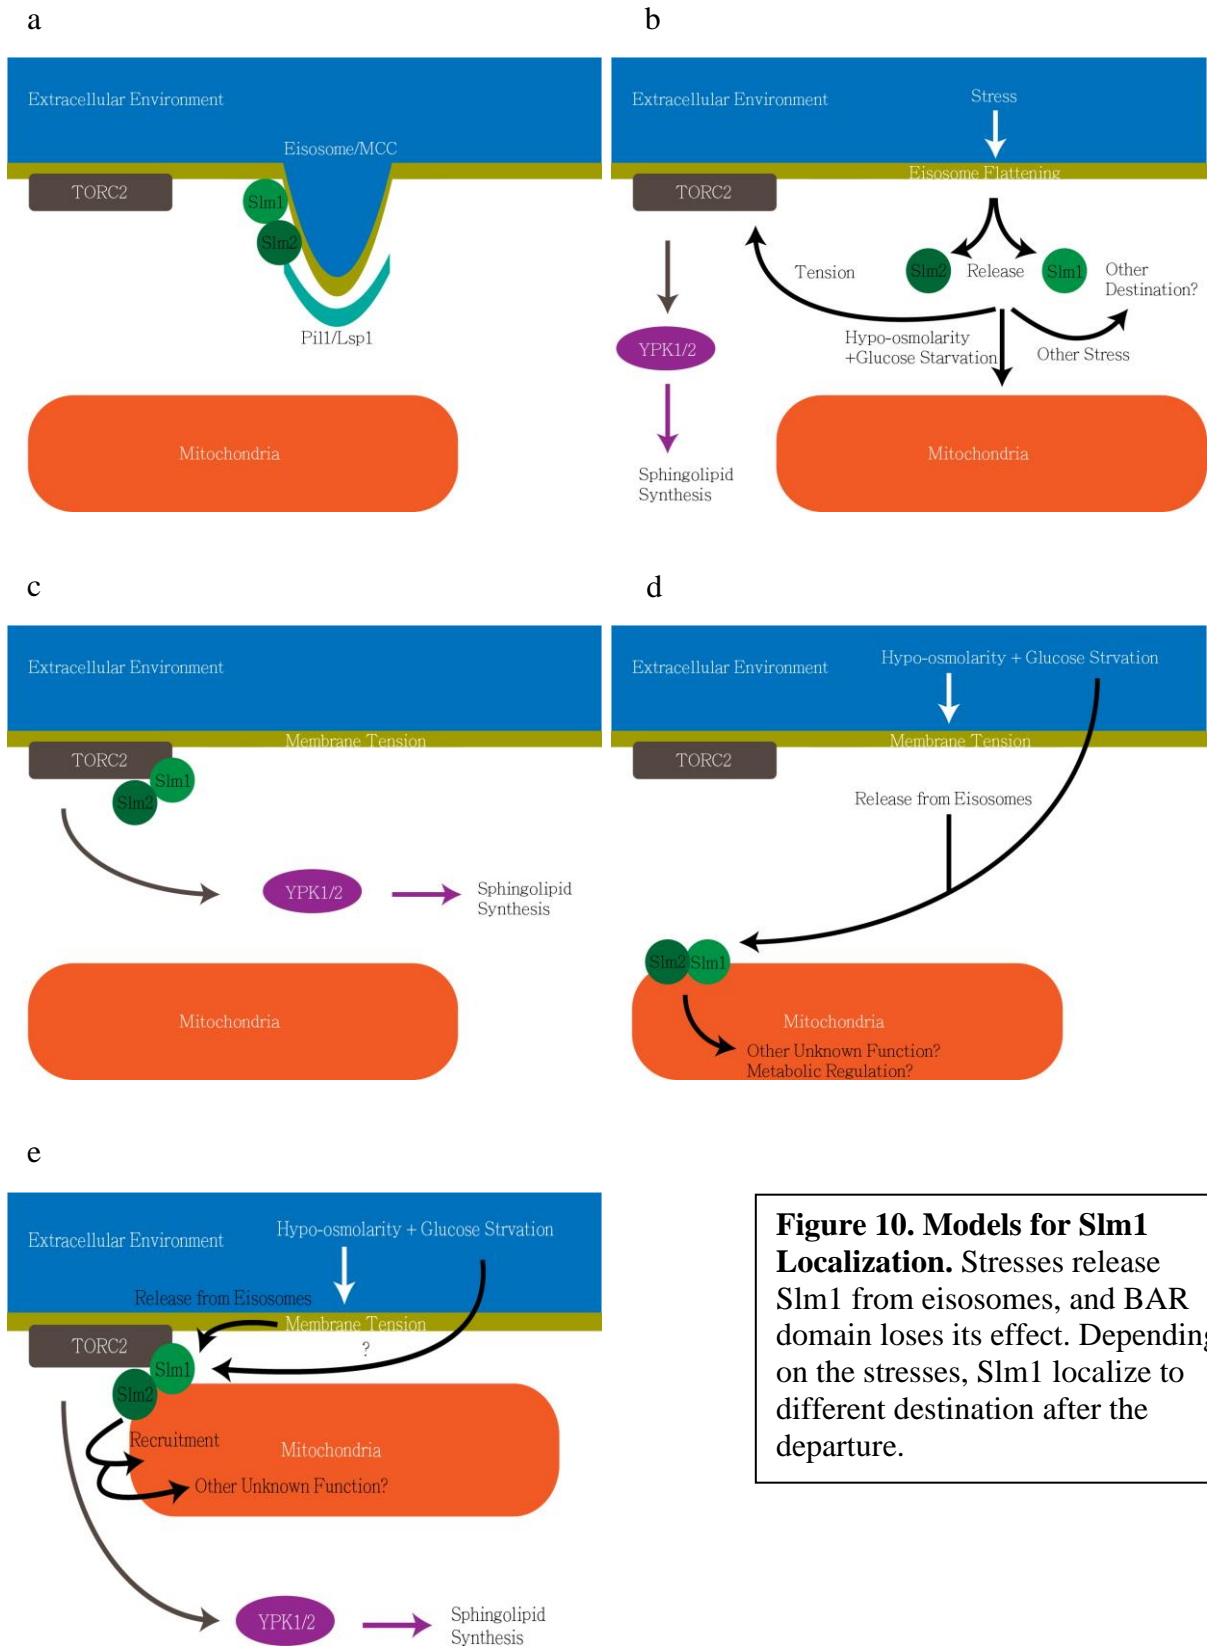 a
Extracellular Environment
Eisosome/MCC
TORC2
Slm1
Slm2
Pil1/Lsp1
Mitochondria
b
Extracellular Environment
Stress
Eisosome Flattening
TORC2
Slm2
Release
Slm1
Other
Destination?
Tension
Hypo-osmolarity
+Glucose Starvation
Other Stress
YPK1/2
Mitochondria
Sphingolipid
Synthesis
c
Extracellular Environment
Membrane Tension
TORC2
Slm1
Slm2
YPK1/2
Sphingolipid
Synthesis
Mitochondria
d
Hypo-osmolarity + Glucose Strvation
Extracellular Environment
Membrane Tension
TORC2
Release from Eisosomes
Slm2
Slm1
Mitochondria
Other Unknown Function?
Metabolic Regulation?
e
Hypo-osmolarity + Glucose Strvation
Extracellular Environment
Release from Eisosomes
Membrane Tension
?
TORC2
Slm1
Slm2
Recruitment
Mitochondria
Other Unknown Function?
YPK1/2
Sphingolipid
Synthesis
Figure 10. Models for Slm1
Localization. Stresses release
Slm1 from eisosomes, and BAR
domain loses its effect. Depending
on the stresses, Slm1 localize to
different destination after the
departure.